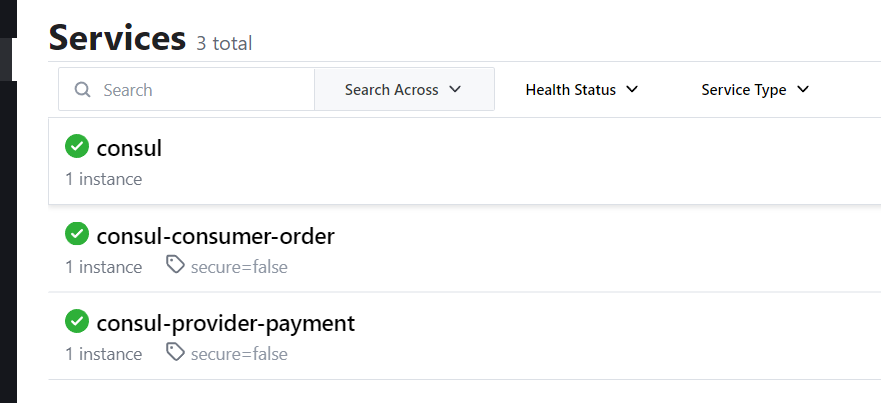 Services 3 total
Search Search Across Health Status Service Type
consul
1 instance
consul-consumer-order
1 instance secure=false
consul-provider-payment
1 instance secure=false